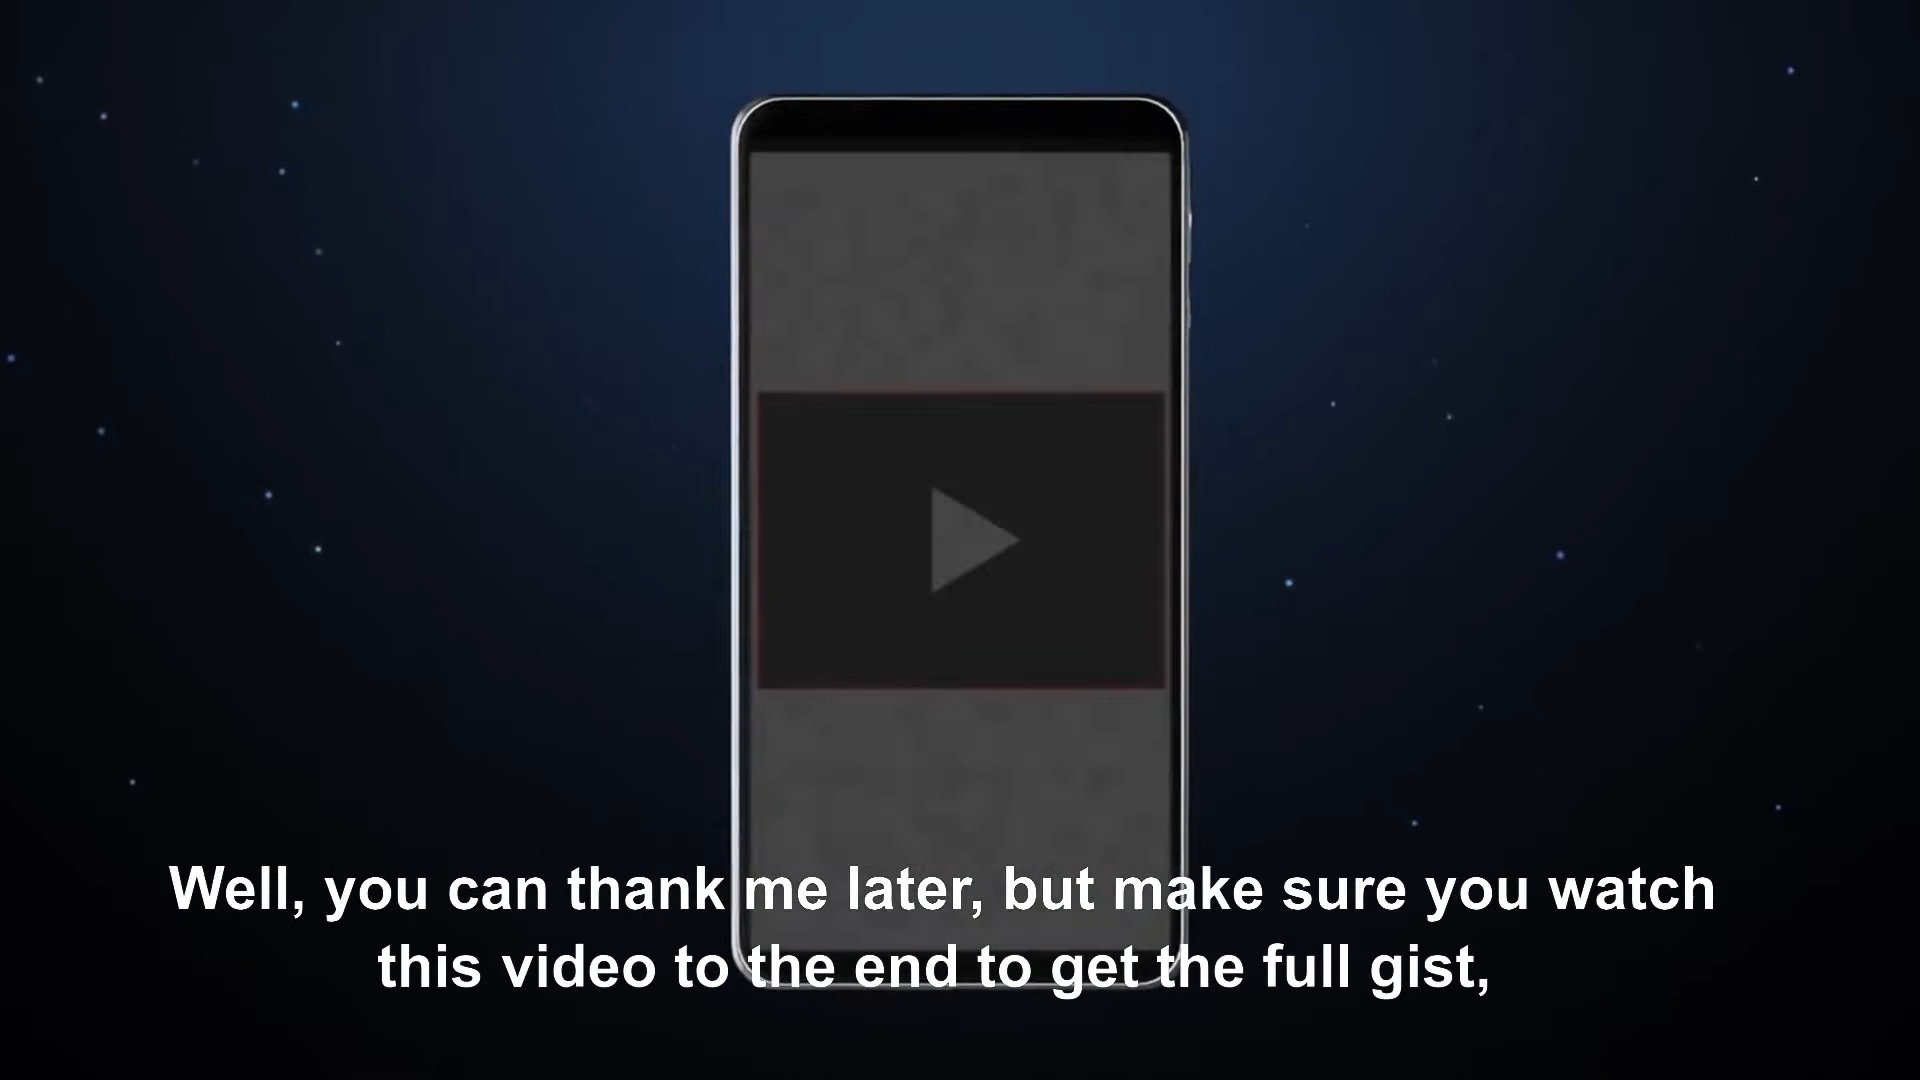 Well, you can thank me later, but make sure you watch
this video to the end to get the full gist,